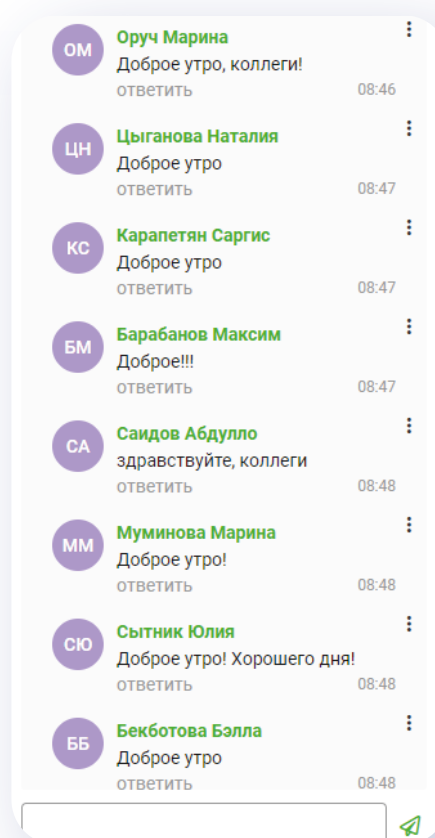 ОМ
Оруч Марина
Доброе утро, коллеги!
ответить 08:46
ЦН
Цыганова Наталия
Доброе утро
ответить 08:47
КС
Карапетян Саргис
Доброе утро
ответить 08:47
БМ
Барабанов Максим
Доброе!!!
ответить 08:47
СА
Саидов Абдулло
здравствуйте, коллеги
ответить 08:48
ММ
Муминова Марина
Доброе утро!
ответить 08:48
СЮ
Сытник Юлия
Доброе утро! Хорошего дня!
ответить 08:48
ББ
Бекботова Бэлла
Доброе утро
ответить 08:48